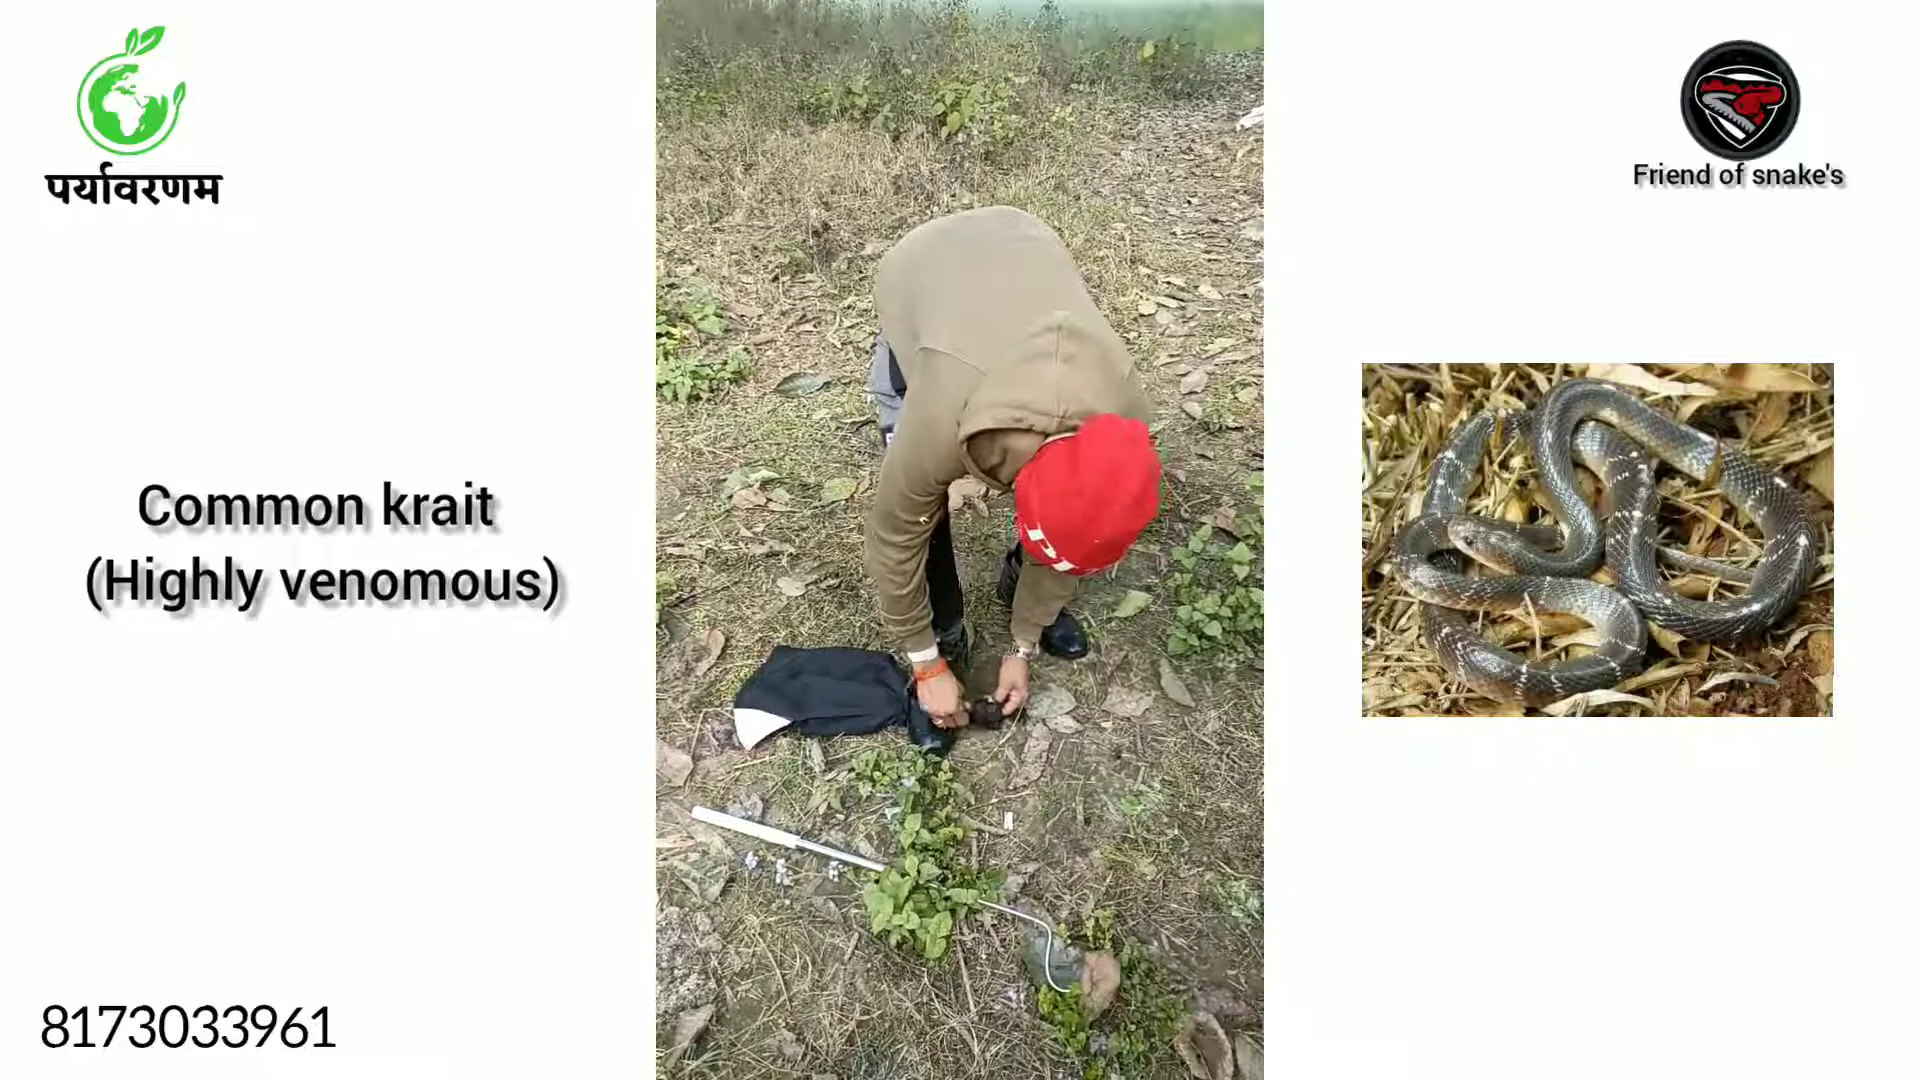 पर्यावरणम
Friend of snake's
Common krait
(Highly venomous)
8173033961